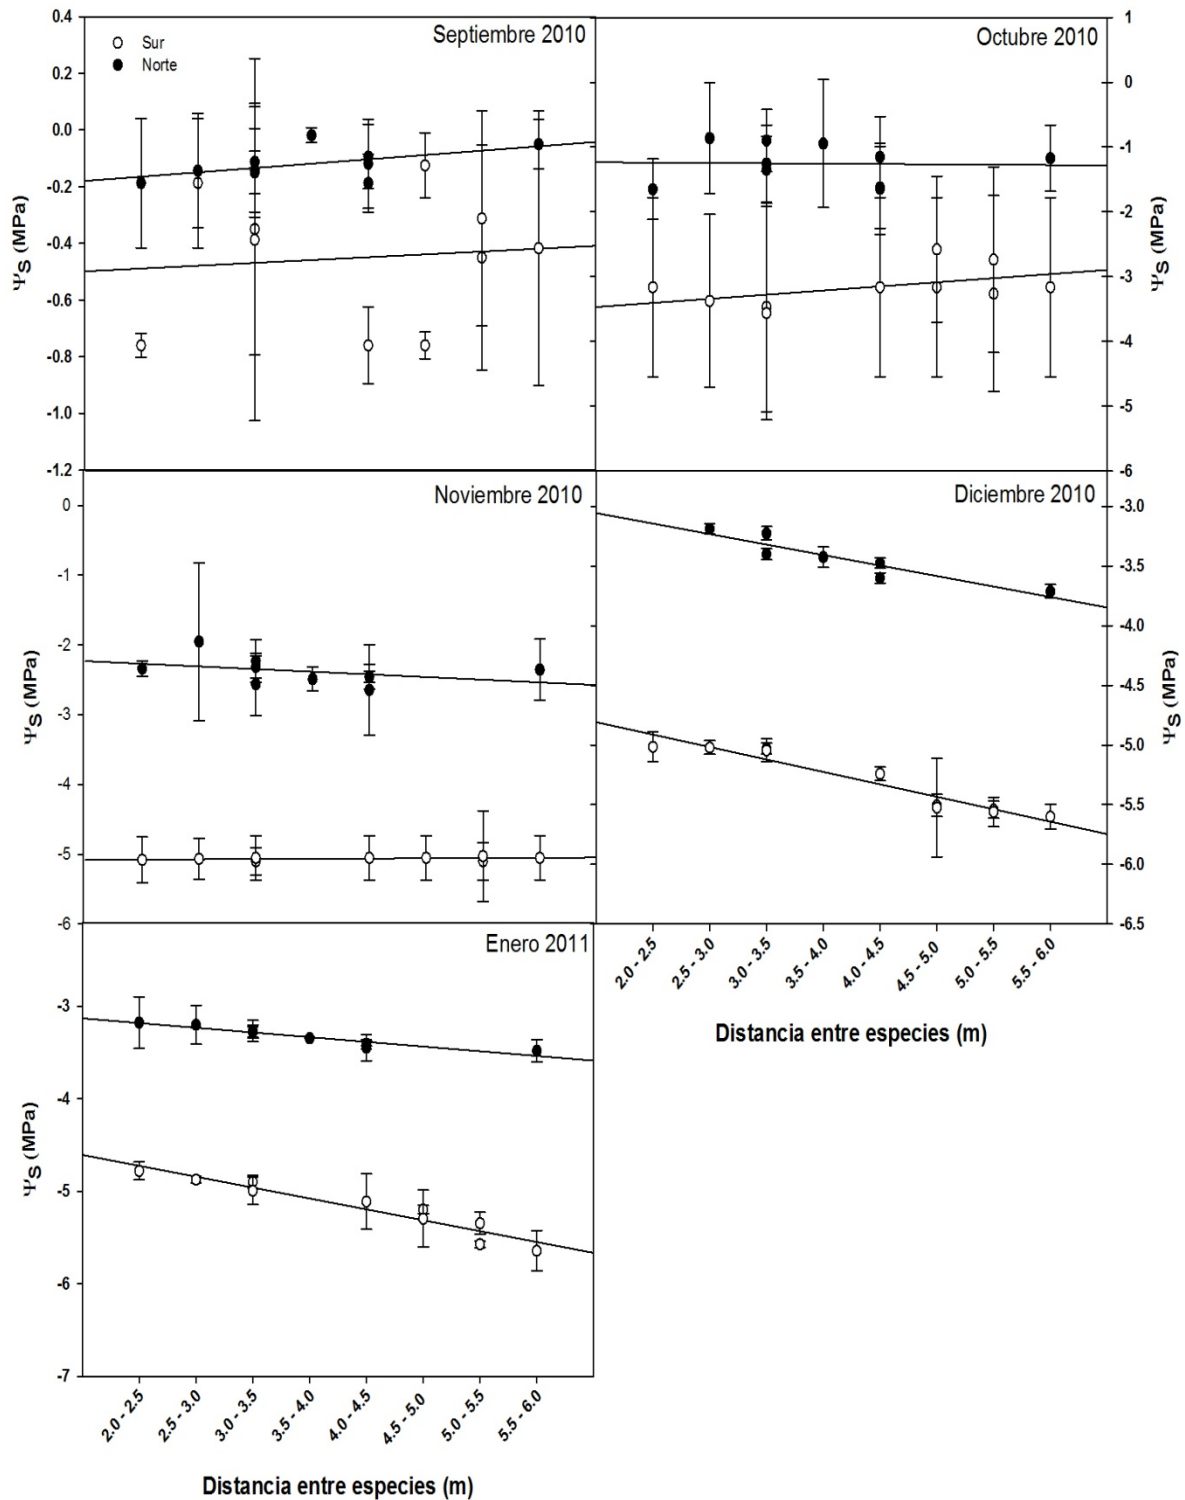 Septiembre 2010
Sur
Norte
0.4
0.2
0.0
-0.2
-0.4
-0.6
-0.8
-1.0
-1.2
ΨS (MPa)
Octubre 2010
1
0
-1
-2
-3
-4
-5
-6
ΨS (MPa)
Noviembre 2010
0
-1
-2
-3
-4
-5
-6
ΨS (MPa)
Diciembre 2010
-3.0
-3.5
-4.0
-4.5
-5.0
-5.5
-6.0
-6.5
ΨS (MPa)
2.0 - 2.5
2.5 - 3.0
3.0 - 3.5
3.5 - 4.0
4.0 - 4.5
4.5 - 5.0
5.0 - 5.5
5.5 - 6.0
Distancia entre especies (m)
Enero 2011
-3
-4
-5
-6
-7
ΨS (MPa)
2.0 - 2.5
2.5 - 3.0
3.0 - 3.5
3.5 - 4.0
4.0 - 4.5
4.5 - 5.0
5.0 - 5.5
5.5 - 6.0
Distancia entre especies (m)